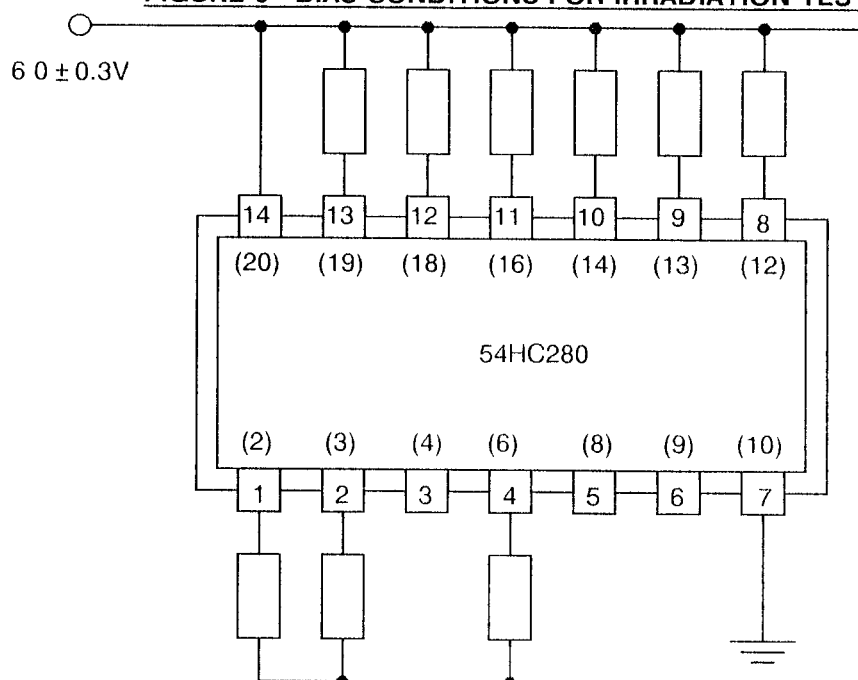 6 0 ± 0.3V
14 13 12 11 10 9 8
(20) (19) (18) (16) (14) (13) (12)
54HC280
(2) (3) (4) (6) (8) (9) (10)
1 2 3 4 5 6 7